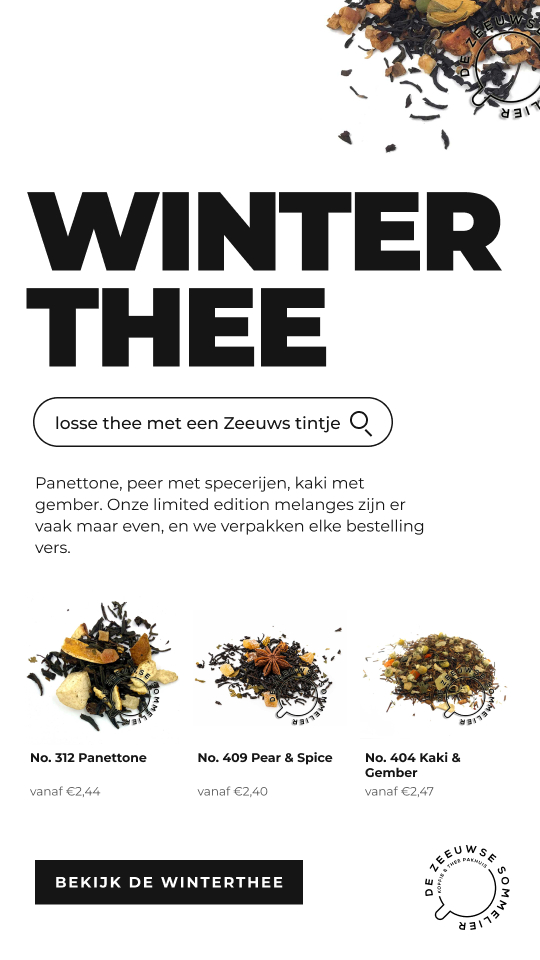 DE ZEEUWSE SOMMELIER
WINTER
THEE
losse thee met een Zeeuws tintje
Panettone, peer met specerijen, kaki met
gember. Onze limited edition melanges zijn er
vaak maar even, en we verpakken elke bestelling
vers.
No. 312 Panettone
No. 409 Pear & Spice
No. 404 Kaki &
Gember
vanaf €2,44
vanaf €2,40
vanaf €2,47
BEKIJK DE WINTERTHEE
DE ZEEUWSE SOMMELIER
KOFFIE & THEE PAKHUIS